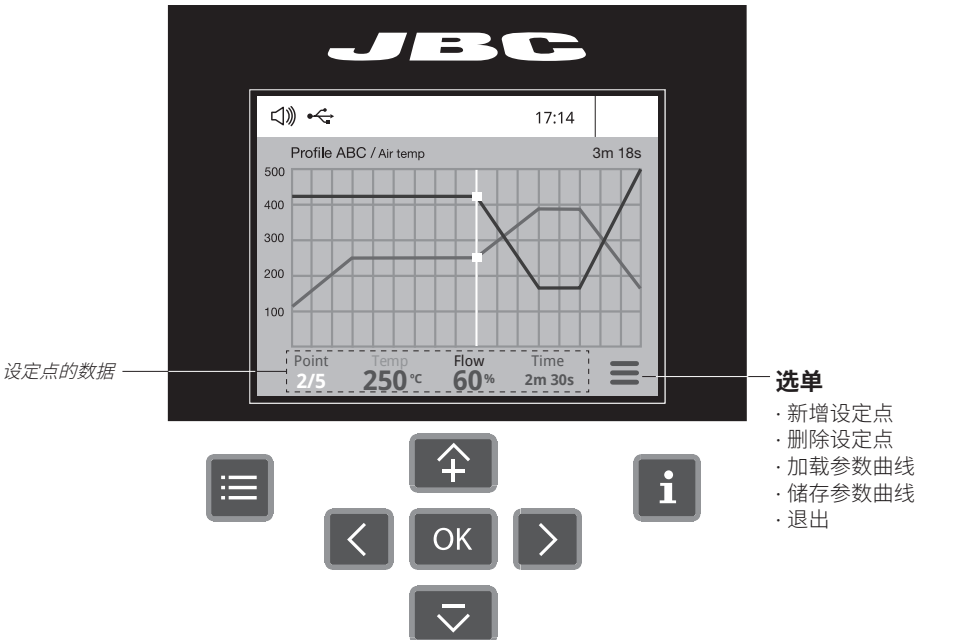 JBC
17:14
Profile ABC / Air temp 3m 18s
500
400
300
200
100
Point Temp Flow Time
2/5 250 ºC 60 % 2m 30s
设定点的数据
选单
· 新增设定点
· 删除设定点
· 加载参数曲线
· 储存参数曲线
· 退出
i
OK